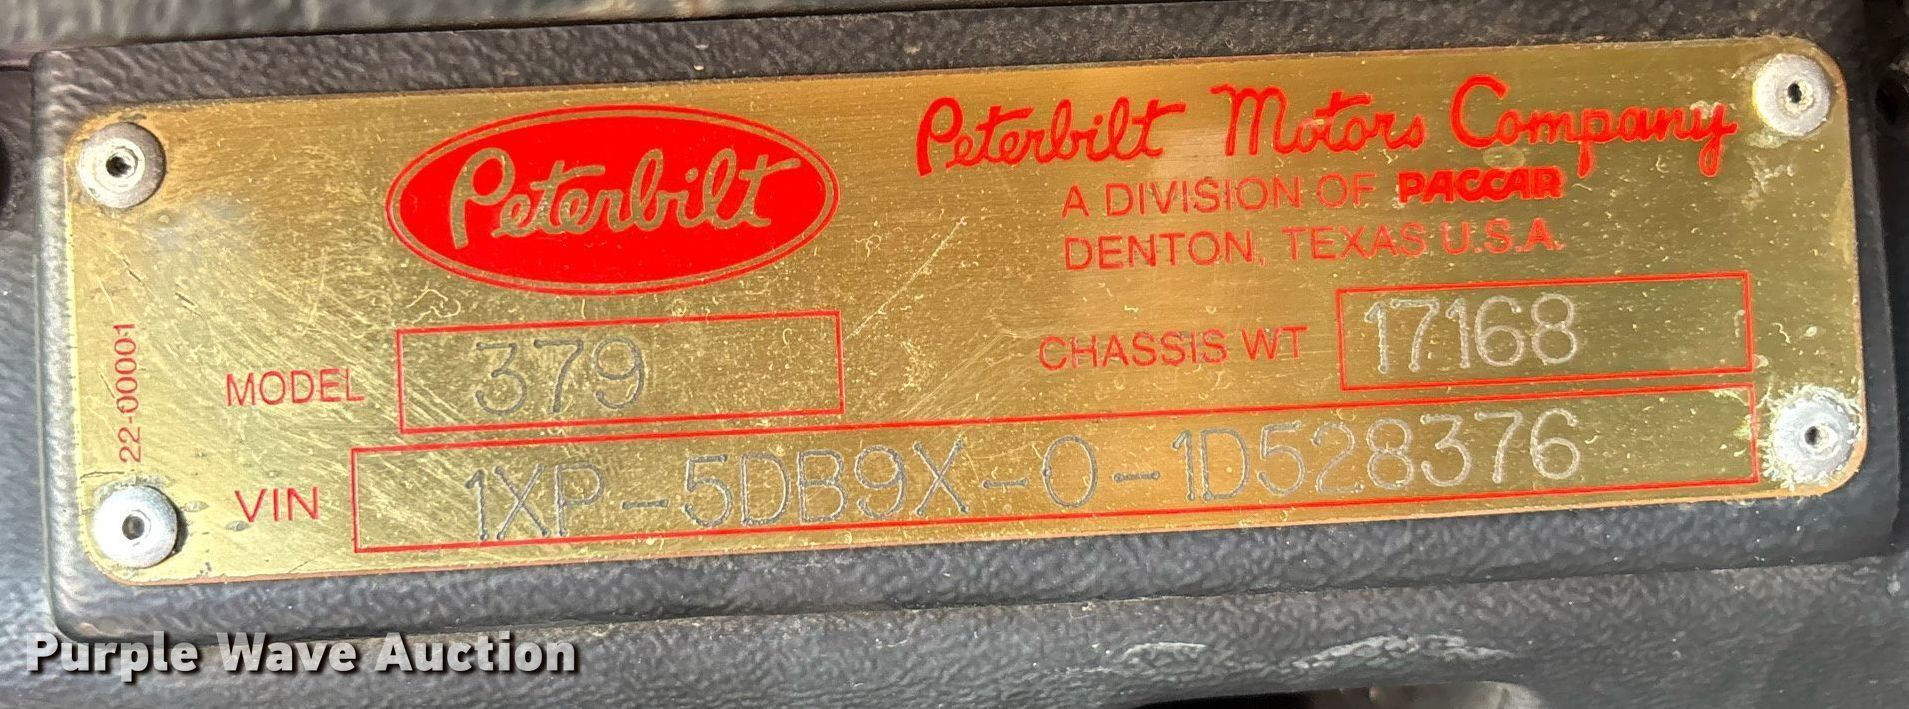 Peterbilt
Peterbilt Motors Company
A DIVISION OF PACCAR
DENTON, TEXAS U.S.A.
22-00001
MODEL 379
CHASSIS WT 17168
VIN 1XP-5DB9X-0-1D528376
Purple Wave Auction